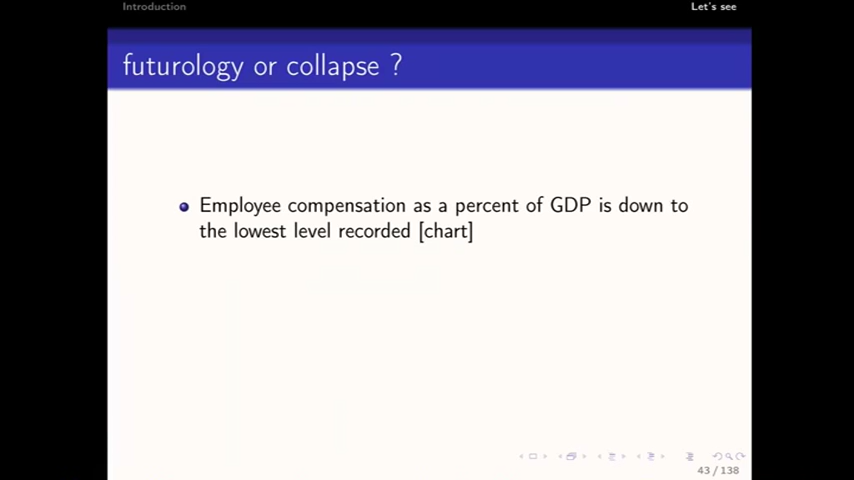 Introduction
Let's see
futurology or collapse ?
Employee compensation as a percent of GDP is down to
the lowest level recorded [chart]
43 / 138